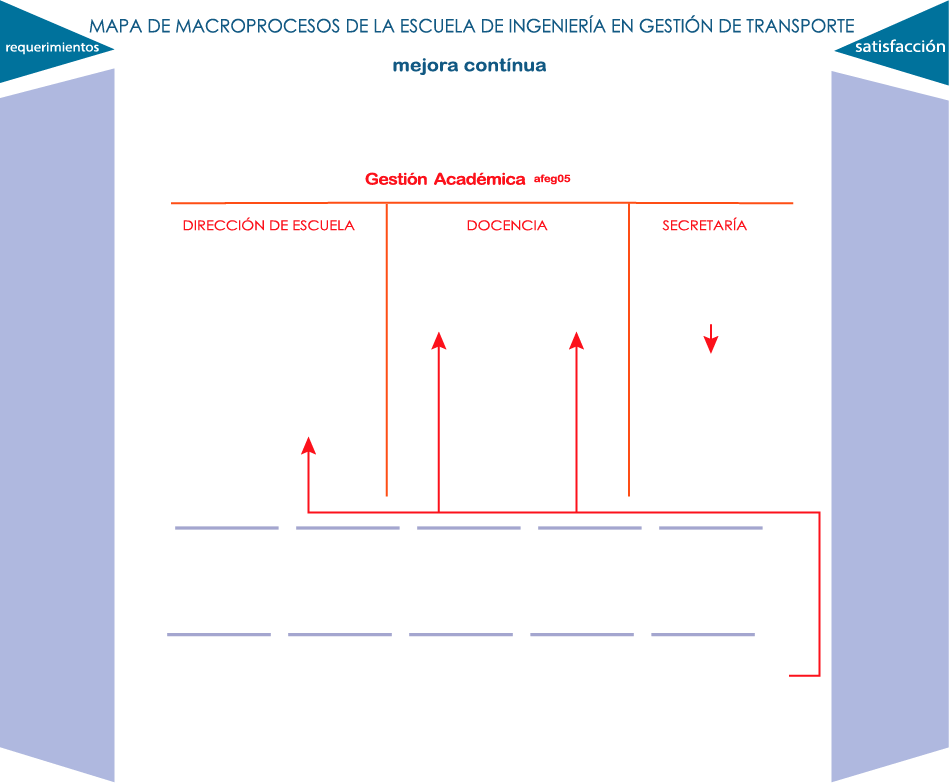 MAPA DE MACROPROCESOS DE LA ESCUELA DE INGENIERÍA EN GESTIÓN DE TRANSPORTE
requerimientos
satisfacción
mejora contínua
Gestión Académica afeg05
DIRECCIÓN DE ESCUELA
DOCENCIA
SECRETARÍA